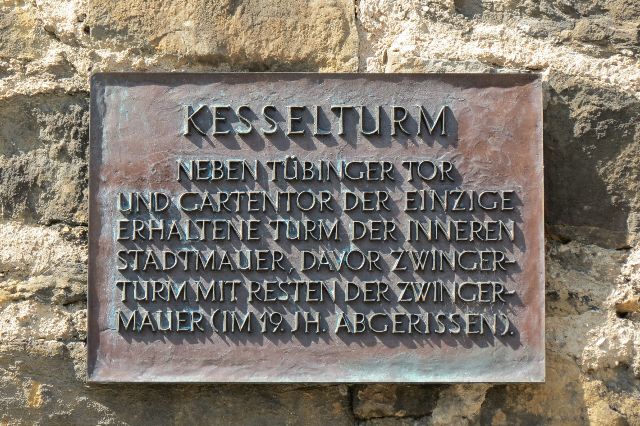 KESSELTURM
NEBEN TÜBINGER TOR
UND GARTENTOR DER EINZIGE
ERHALTENE TURM DER INNEREN
STADTMAUER, DAVOR ZWINGER-
TURM MIT RESTEN DER ZWINGER-
MAUER (IM 19. JH. ABGERISSEN).